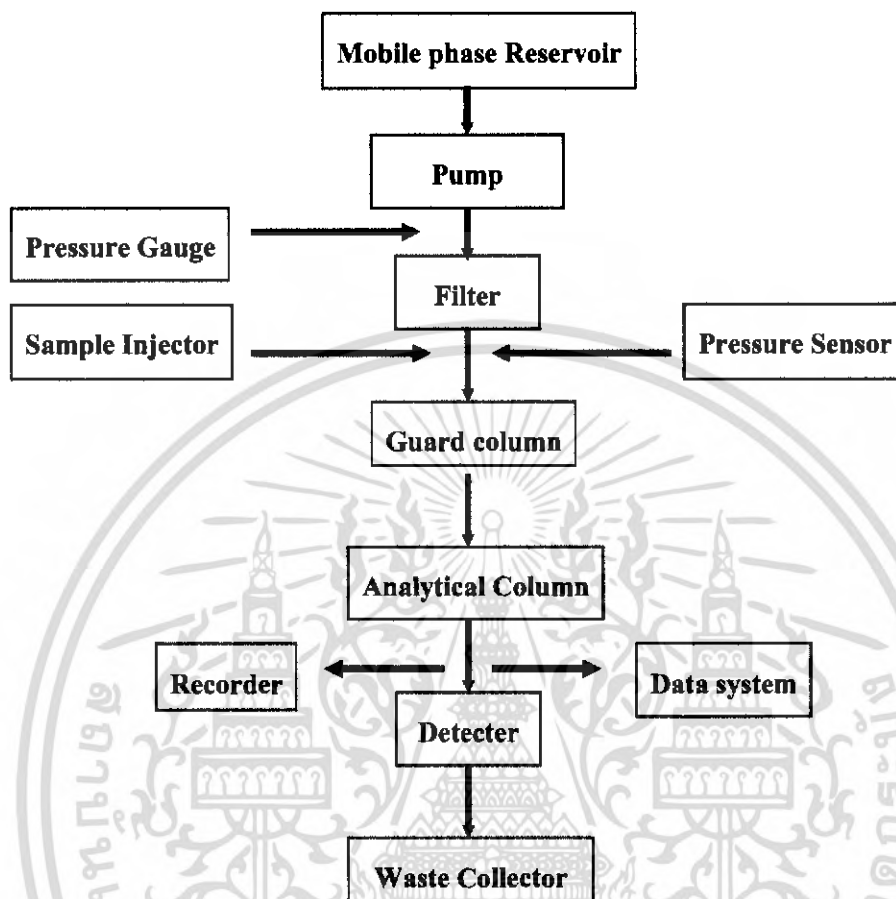 Mobile phase Reservoir
Pump
Pressure Gauge
Filter
Sample Injector
Pressure Sensor
Guard column
Analytical Column
Recorder
Data system
Detecter
Waste Collector